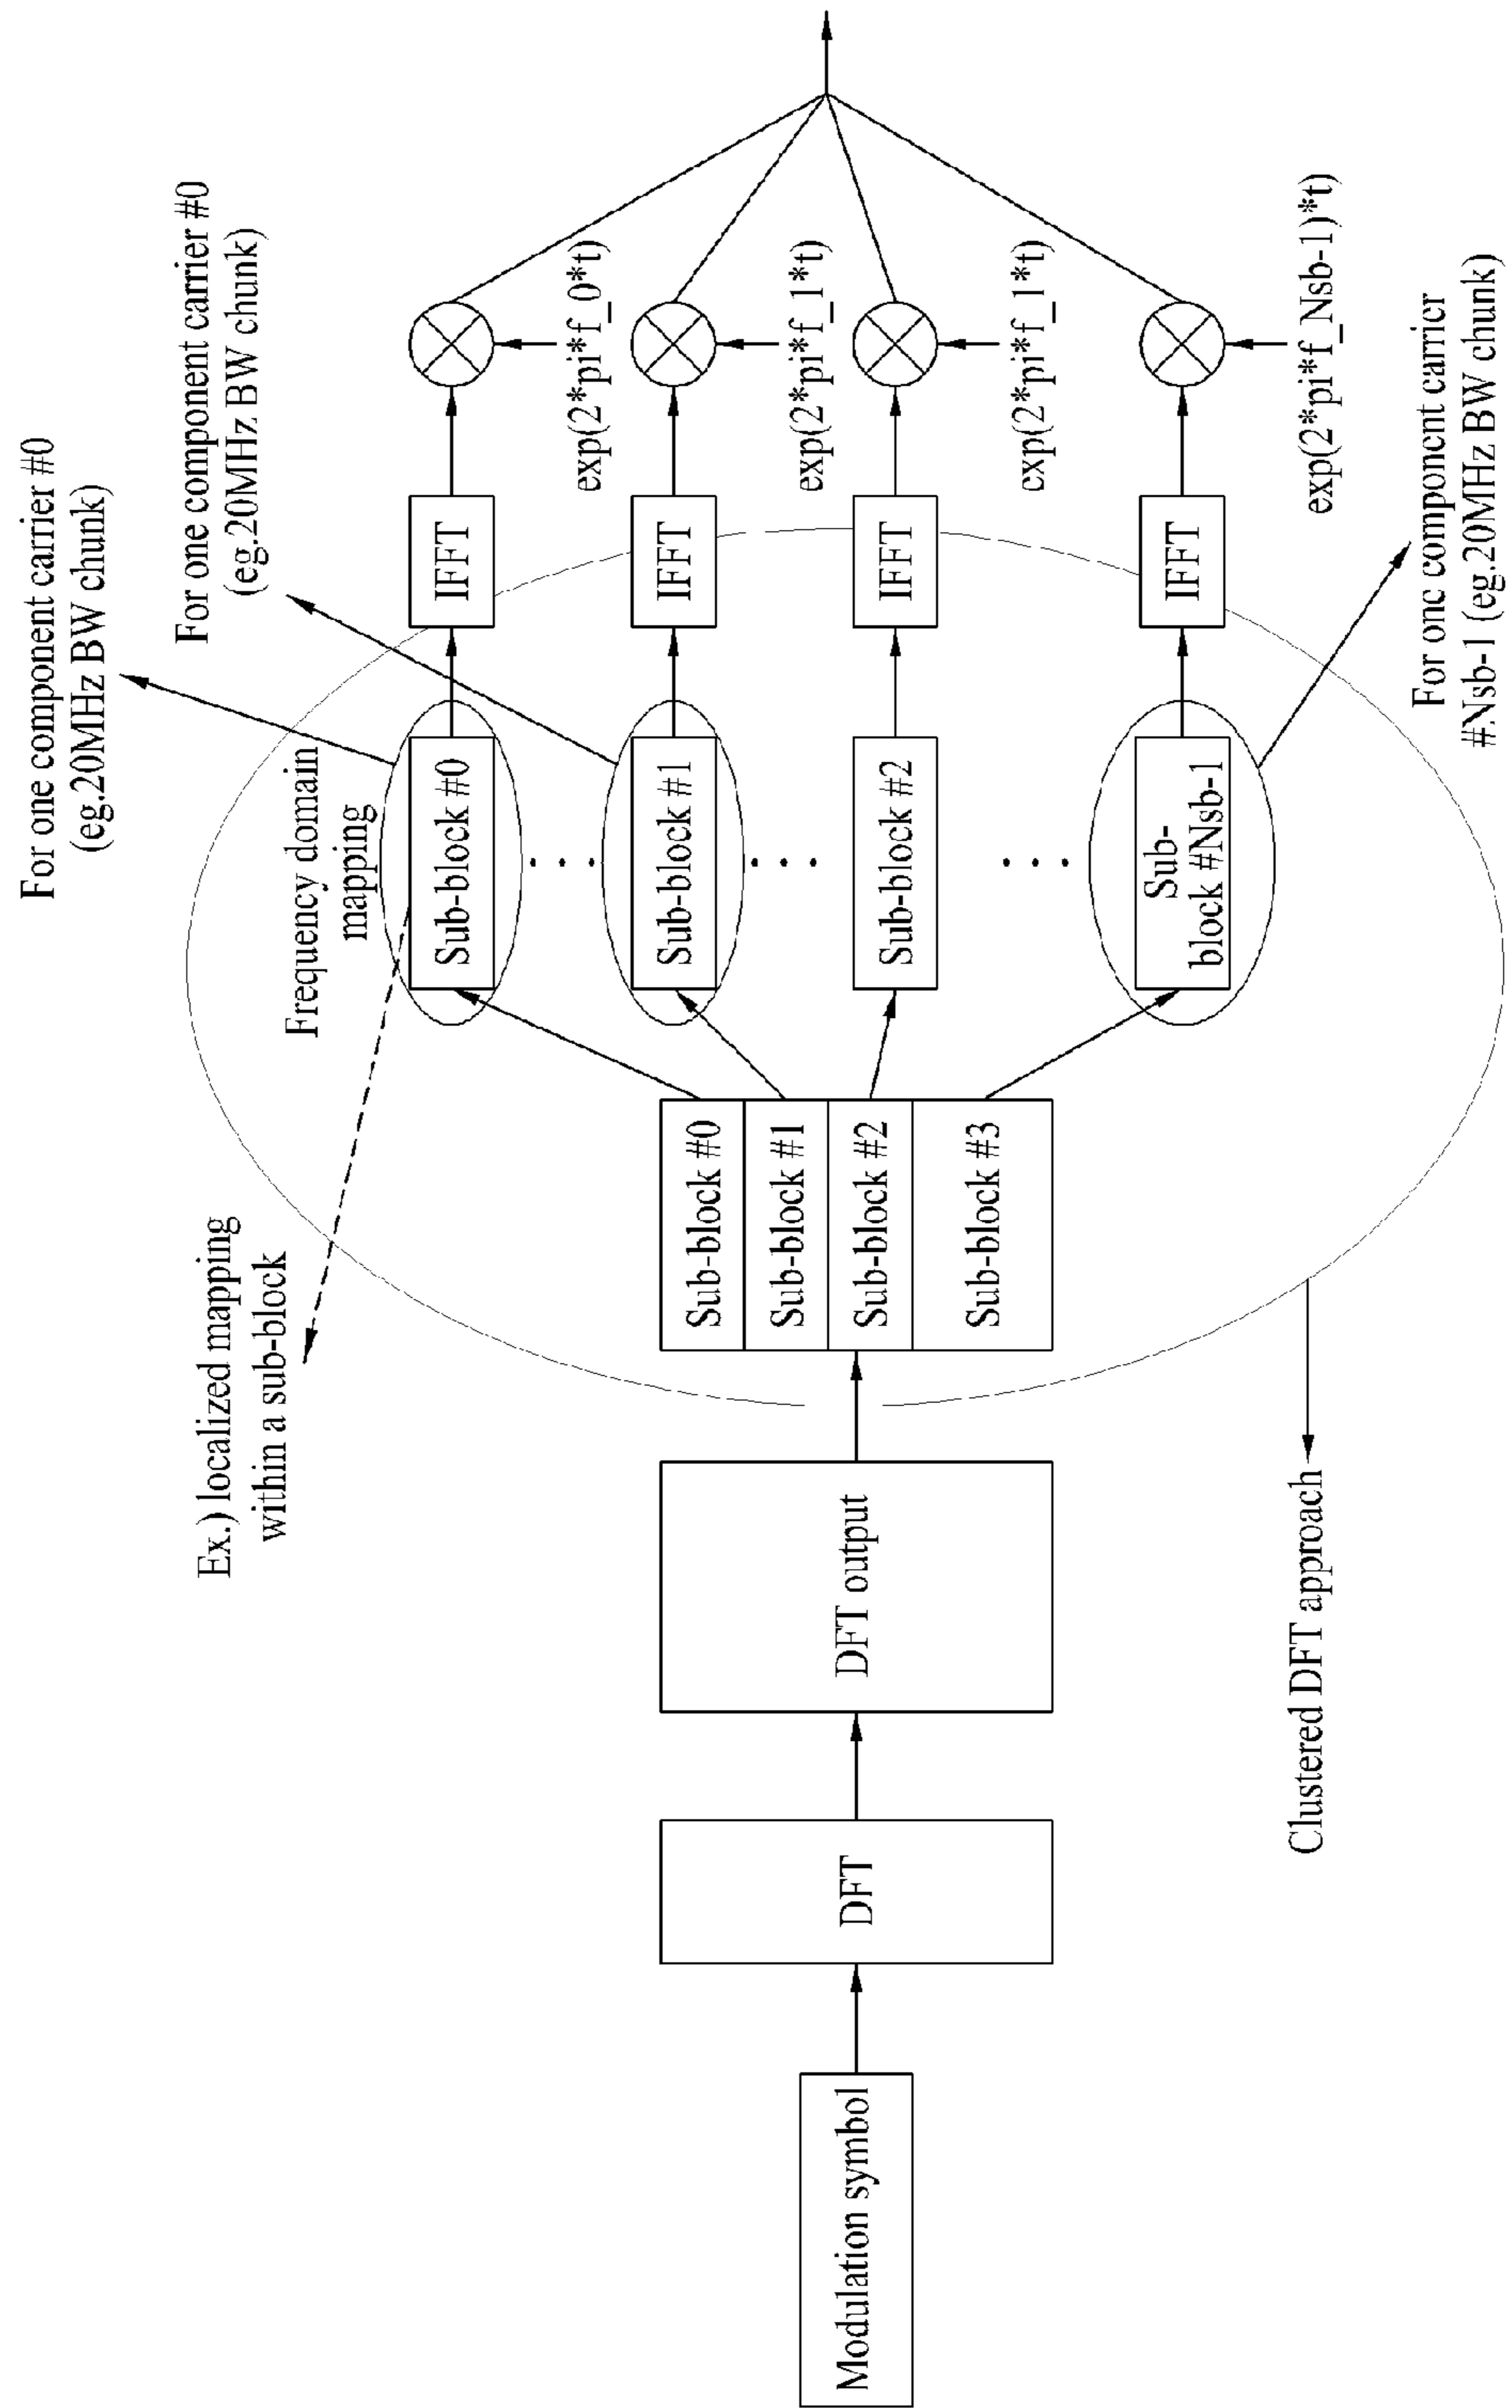 For one component carrier #0
(eg.20MHz BW chunk)
For one component carrier #0
(eg.20MHz BW chunk)
Ex.) localized mapping
within a sub-block
Frequency domain
mapping
Modulation symbol
DFT
DFT output
Sub-block #0
Sub-block #1
Sub-block #2
Sub-block #3
Sub-block #0
IFFT
exp(2*pi*f_0*t)
Sub-block #1
IFFT
exp(2*pi*f_1*t)
Sub-block #2
IFFT
exp(2*pi*f_1*t)
Sub-
block #Nsb-1
IFFT
exp(2*pi*f_Nsb-1)*t)
Clustered DFT approach
For one component carrier
#Nsb-1 (eg.20MHz BW chunk)